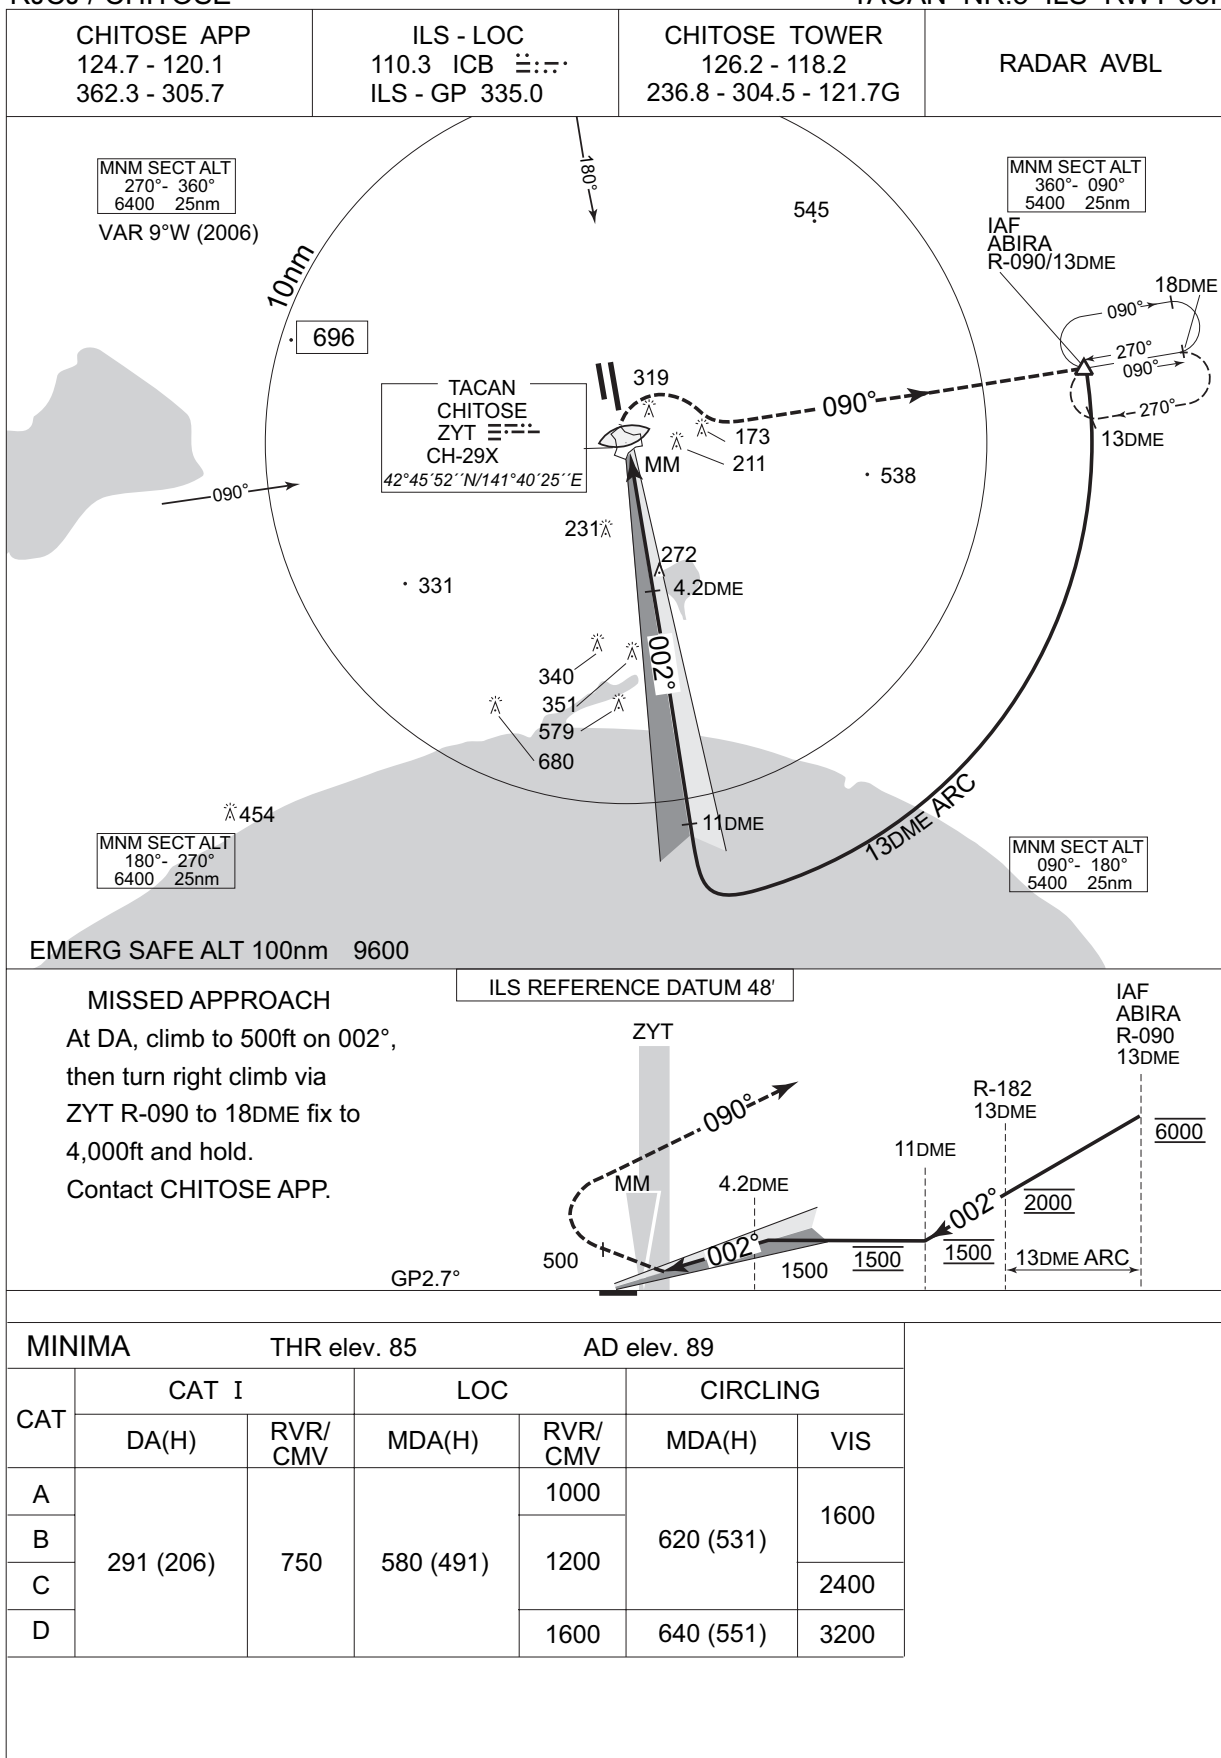 CHITOSE APP
124.7 - 120.1
362.3 - 305.7
ILS - LOC
110.3 ICB
ILS - GP 335.0
CHITOSE TOWER
126.2 - 118.2
236.8 - 304.5 - 121.7G
RADAR AVBL
MNM SECT ALT
270°- 360°
6400 25nm
VAR 9°W (2006)
180°
545
MNM SECT ALT
360°- 090°
5400 25nm
IAF
ABIRA
R-090/13DME
18DME
090°
270°
090°
270°
13DME
10nm
696
TACAN
CHITOSE
ZYT
CH-29X
42°45´52´´N/141°40´25´´E
319
090°
173
211
MM
538
090°
231
272
4.2DME
331
002°
340
351
579
680
454
11DME
13DME ARC
MNM SECT ALT
180°- 270°
6400 25nm
MNM SECT ALT
090°- 180°
5400 25nm
EMERG SAFE ALT 100nm 9600
MISSED APPROACH
At DA, climb to 500ft on 002°,
then turn right climb via
ZYT R-090 to 18DME fix to
4,000ft and hold.
Contact CHITOSE APP.
ILS REFERENCE DATUM 48'
ZYT
IAF
ABIRA
R-090
13DME
R-182
13DME
090°
6000
11DME
MM
4.2DME
002°
2000
500
002°
1500
1500
1500
13DME ARC
GP2.7°
MINIMA THR elev. 85 AD elev. 89
CAT
CAT I
LOC
CIRCLING
DA(H)
RVR/
CMV
MDA(H)
RVR/
CMV
MDA(H)
VIS
A
B
C
D
291 (206)
750
580 (491)
1000
1200
1600
620 (531)
640 (551)
1600
2400
3200